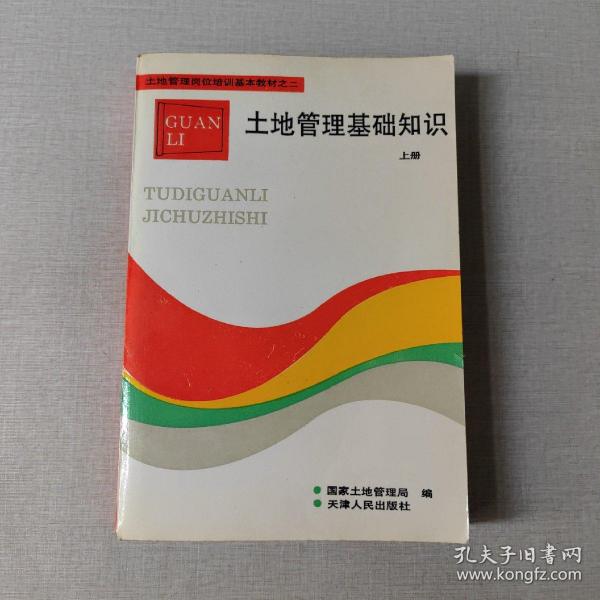 土地管理岗位培训基本教材之二
GUAN
LI
土地管理基础知识
上册
TUDIGUANLI
JICHUZHISHI
国家土地管理局 编
天津人民出版社
孔夫子旧书网
www.kongfz.com